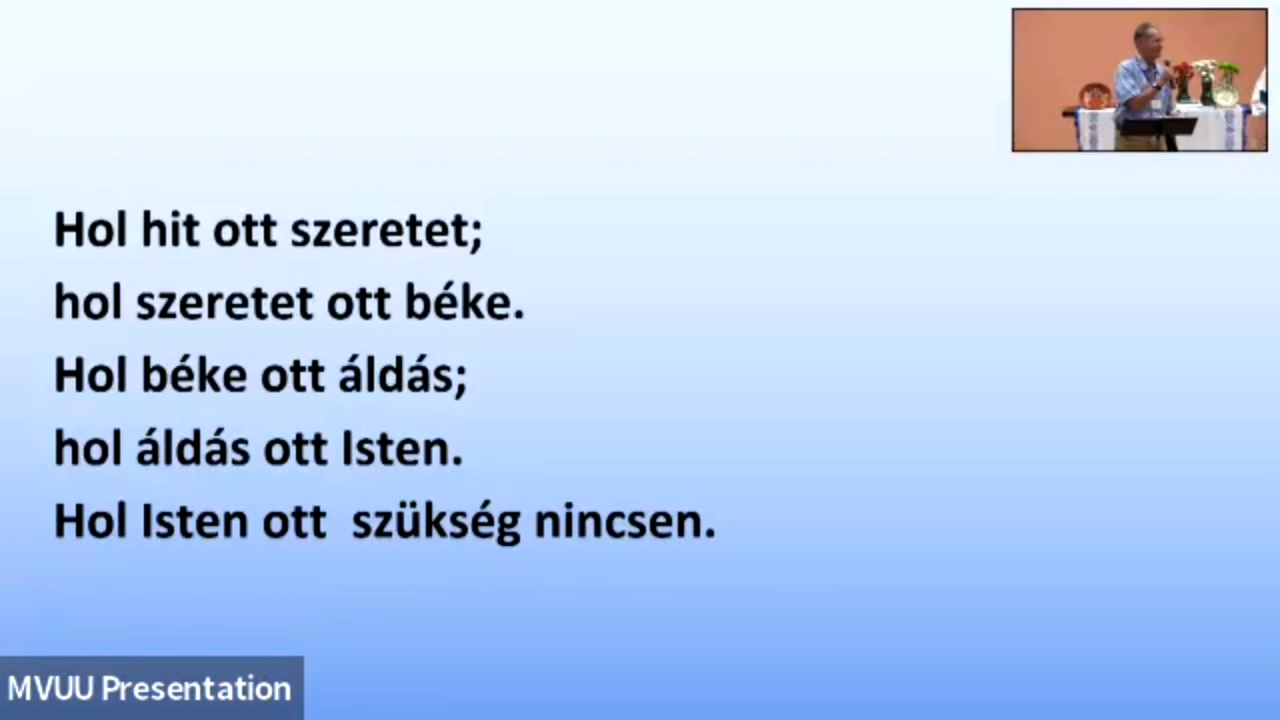 Hol hit ott szeretet;
hol szeretet ott béke.
Hol béke ott áldás;
hol áldás ott Isten.
Hol Isten ott  szükség nincsen.
MVUU Presentation